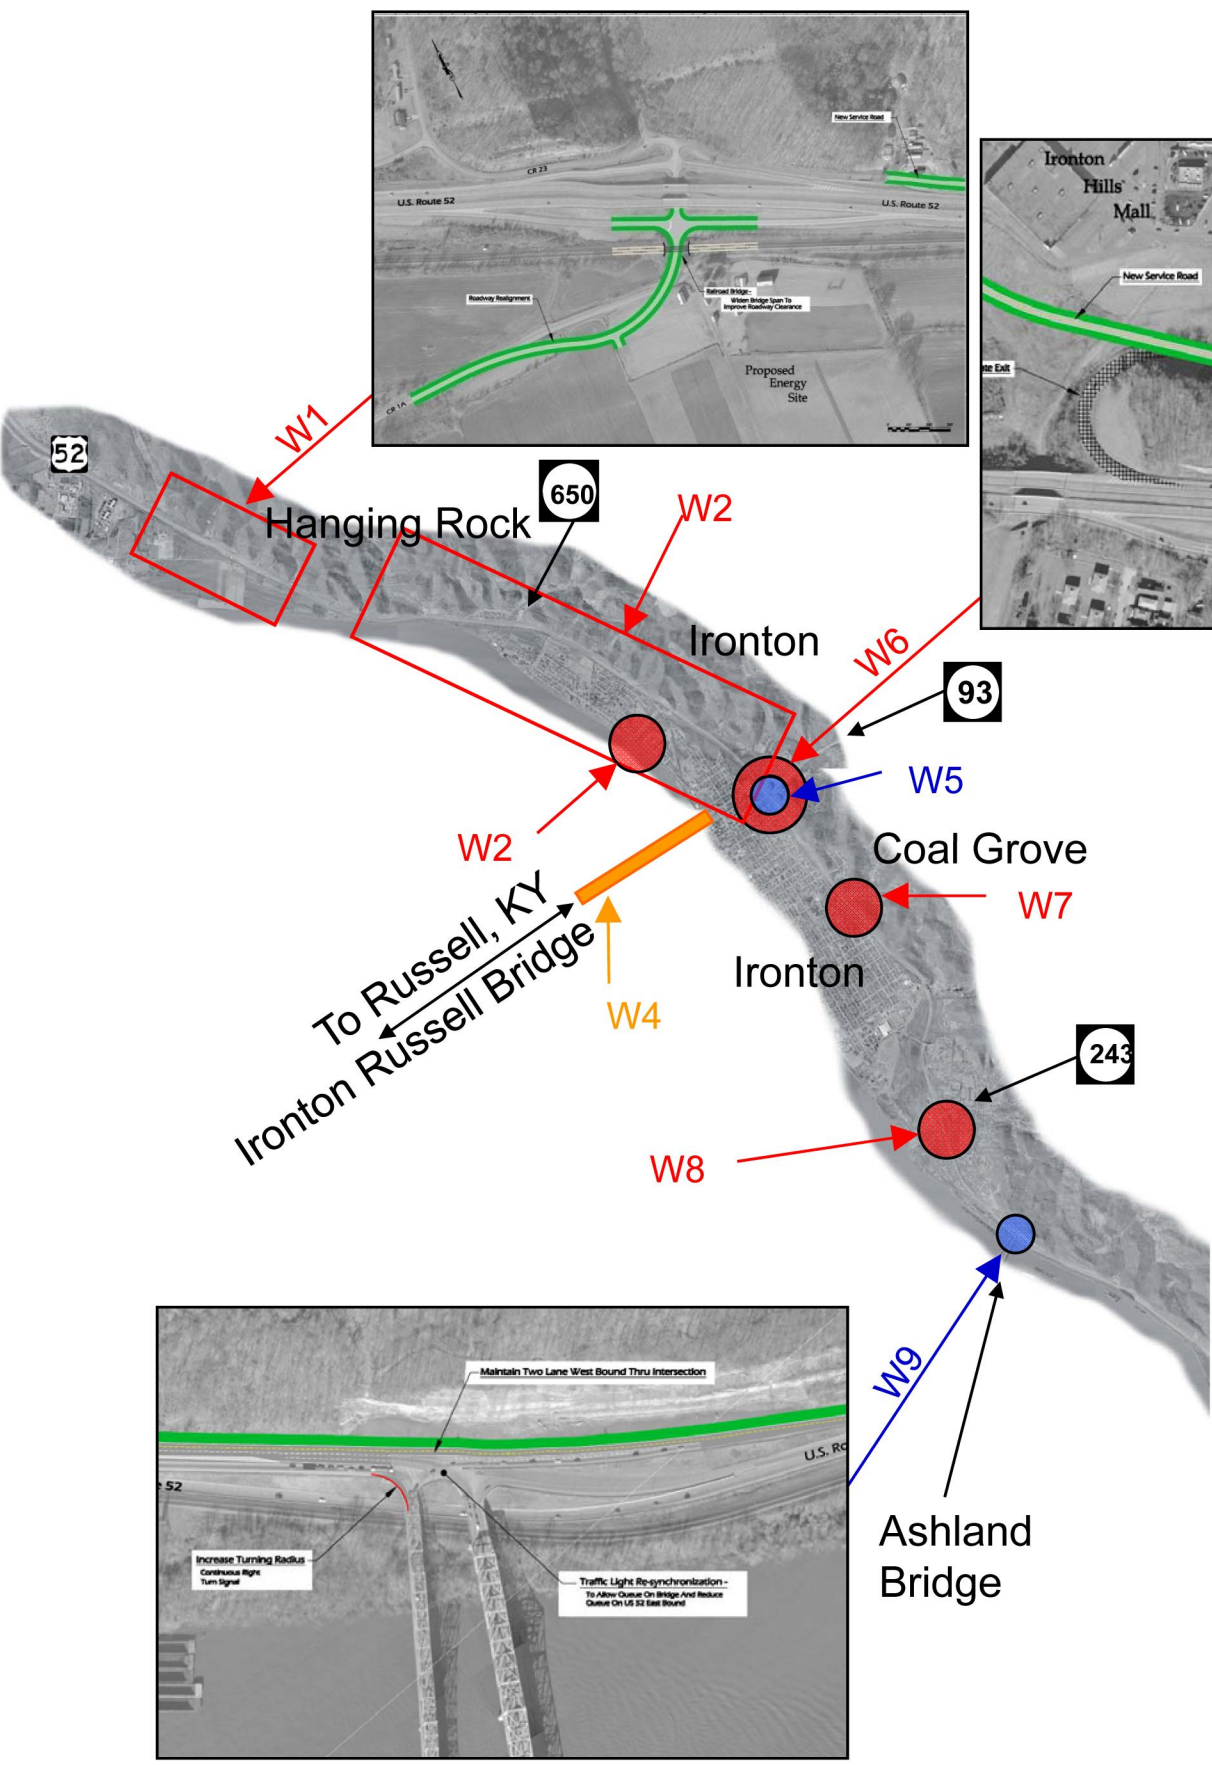 CR 23
U.S. Route 52
New Service Road
U.S. Route 52
Roadway Realignment
Railroad Bridge -
Widen Bridge Span To
Improve Roadway Clearance
Proposed
Energy
Site
CR 1A
Ironton
Hills
Mall
New Service Road
te Exit
W1
52
Hanging Rock
650
W2
Ironton
W6
93
W5
W2
Coal Grove
W7
To Russell, KY
Ironton Russell Bridge
W4
Ironton
243
W8
W9
Ashland
Bridge
Maintain Two Lane West Bound Thru Intersection
U.S. Ro
52
Increase Turning Radius
Continuous Right
Turn Signal
Traffic Light Re-synchronization -
To Allow Queue On Bridge And Reduce
Queue On US 52 East Bound